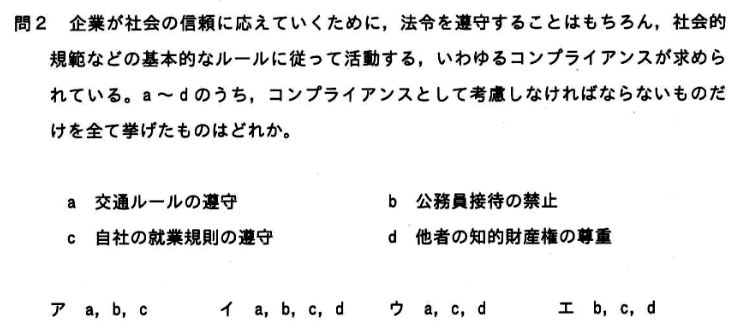 問２　企業が社会の信頼に応えていくために，法令を遵守することはもちろん，社会的
規範などの基本的なルールに従って活動する，いわゆるコンプライアンスが求めら
れている。a～dのうち，コンプライアンスとして考慮しなければならないものだ
けを全て挙げたものはどれか。
a　交通ルールの遵守　b　公務員接待の禁止
c　自社の就業規則の遵守　d　他者の知的財産権の尊重
ア　a，b，c　イ　a，b，c，d　ウ　a，c，d　エ　b，c，d